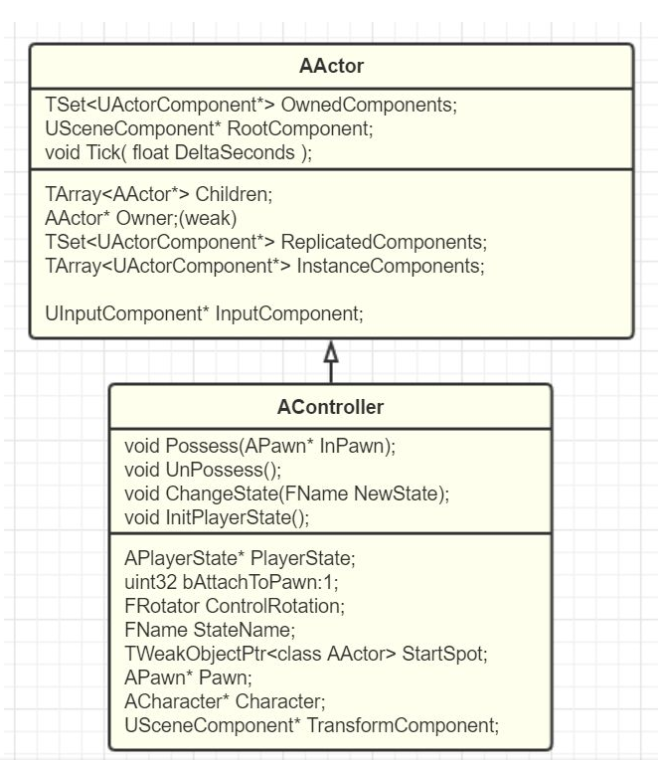 AActor
TSet<UActorComponent*> OwnedComponents;
USceneComponent* RootComponent;
void Tick( float DeltaSeconds );
TArray<AActor*> Children;
AActor* Owner;(weak)
TSet<UActorComponent*> ReplicatedComponents;
TArray<UActorComponent*> InstanceComponents;
UInputComponent* InputComponent;
AController
void Possess(APawn* InPawn);
void UnPossess();
void ChangeState(FName NewState);
void InitPlayerState();
APlayerState* PlayerState;
uint32 bAttachToPawn:1;
FRotator ControlRotation;
FName StateName;
TWeakObjectPtr<class AActor> StartSpot;
APawn* Pawn;
ACharacter* Character;
USceneComponent* TransformComponent;